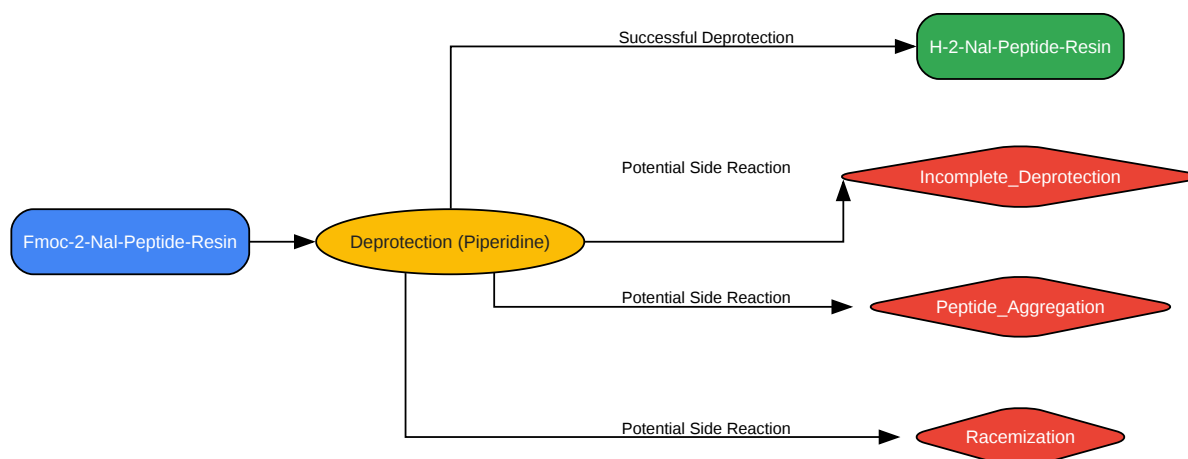 Successful Deprotection
H-2-Nal-Peptide-Resin
Potential Side Reaction
Incomplete_Deprotection
Fmoc-2-Nal-Peptide-Resin
Deprotection (Piperidine)
Potential Side Reaction
Peptide_Aggregation
Potential Side Reaction
Racemization